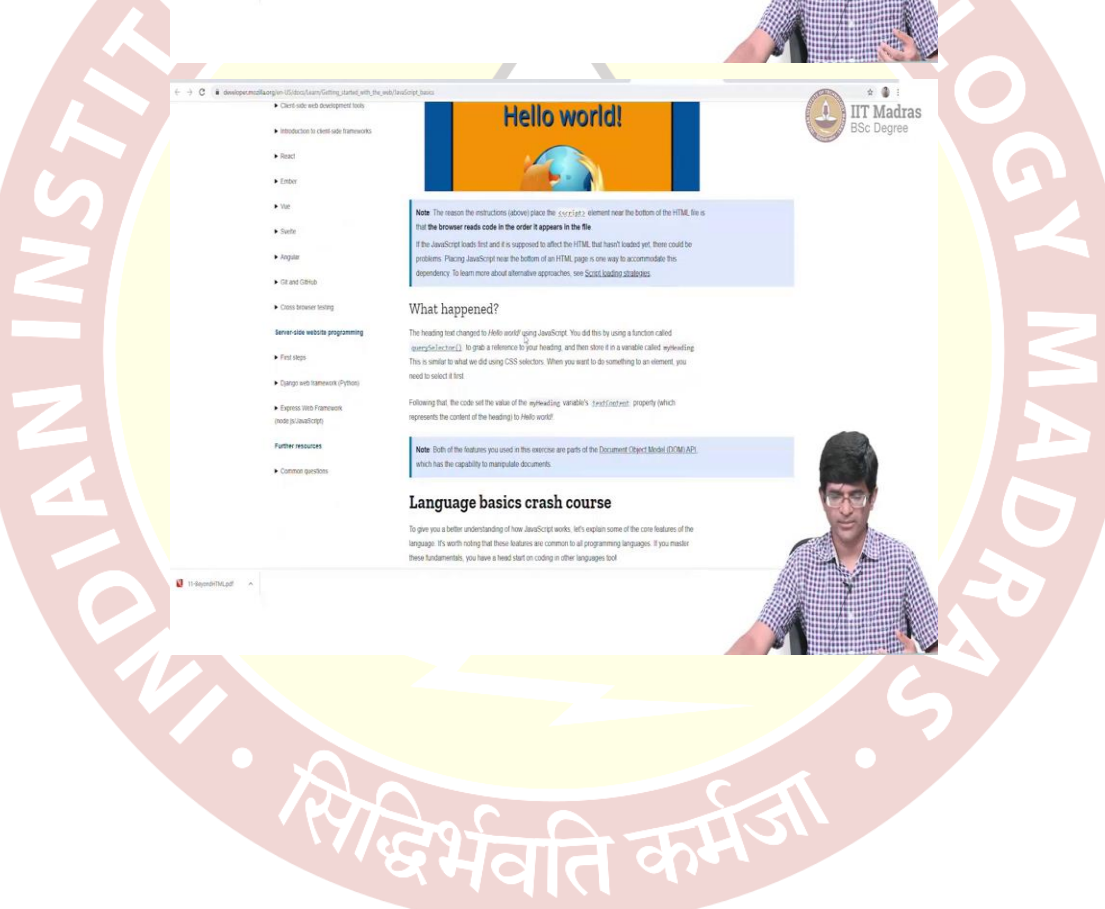 developer.mozilla.org/en-US/docs/Learn/Getting_started_with_the_web/JavaScript_basics
IIT Madras
BSc Degree
Client-side web development tools
Introduction to client-side frameworks
React
Ember
Vue
Svelte
Angular
Git and GitHub
Cross browser testing
Server-side website programming
First steps
Django web framework (Python)
Express Web Framework
(node.js/JavaScript)
Further resources
Common questions
Hello world!
Note: The reason the instructions (above) place the <script> element near the bottom of the HTML file is
that the browser reads code in the order it appears in the file
If the JavaScript loads first and it is supposed to affect the HTML that hasn't loaded yet, there could be
problems. Placing JavaScript near the bottom of an HTML page is one way to accommodate this
dependency. To learn more about alternative approaches, see Script loading strategies.
What happened?
The heading text changed to Hello world! using JavaScript. You did this by using a function called
querySelector() to grab a reference to your heading, and then store it in a variable called myHeading
This is similar to what we did using CSS selectors. When you want to do something to an element, you
need to select it first.
Following that, the code set the value of the myHeading variable's textContent property (which
represents the content of the heading) to Hello world!
Note: Both of the features you used in this exercise are parts of the Document Object Model (DOM) API,
which has the capability to manipulate documents.
Language basics crash course
To give you a better understanding of how JavaScript works, let's explain some of the core features of the
language. It's worth noting that these features are common to all programming languages. If you master
these fundamentals, you have a head start on coding in other languages too!
11-BeyondHTML.pdf
INDIAN INSTIT
OLOGY MADRAS
सिद्धिर्भवति कर्मजा